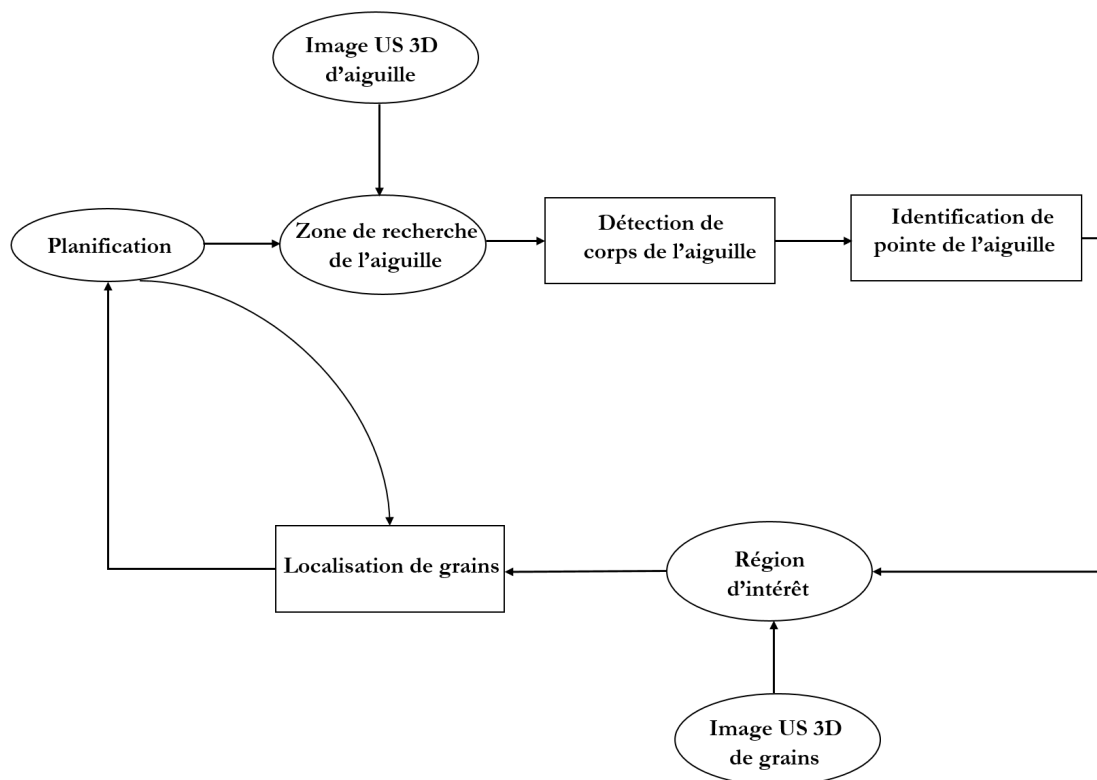 Image US 3D
d'aiguille
Planification
Zone de recherche
de l'aiguille
Détection de
corps de l'aiguille
Identification de
pointe de l'aiguille
Localisation de grains
Région
d'intérêt
Image US 3D
de grains